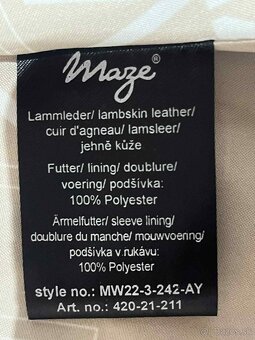 maze®
Lammleder/ lambskin leather/
cuir d'agneau/ lamsleer/
jehně kůže
Futter/ lining/ doublure/
voering/ podšívka:
100% Polyester
Ärmelfutter/ sleeve lining/
doublure du manche/ mouwvoering/
podšívka v rukávu:
100% Polyester
style no.: MW22-3-242-AY
Art. no.: 420-21-211